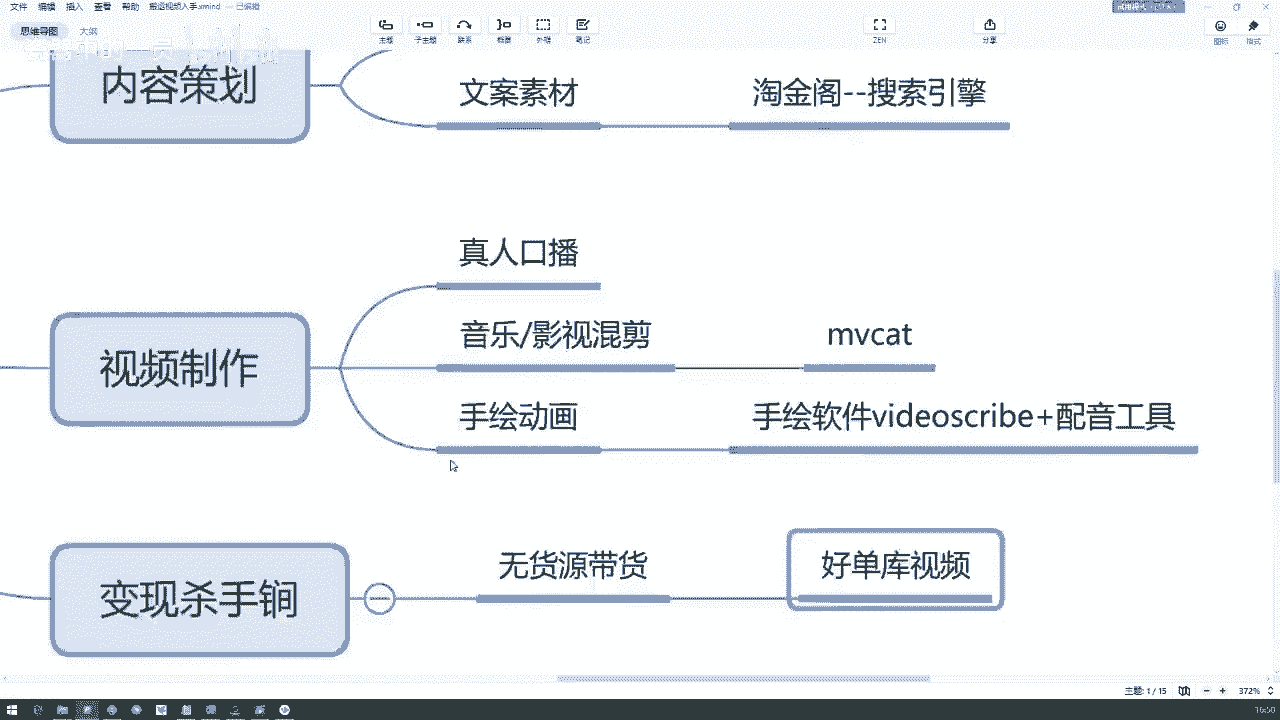 文件 编辑 插入 查看 帮助 搬运视频入手.xmind — 已编辑
思维导图 大纲
主题 子主题 联系 概要 外框 笔记 ZEN 分享 图标 格式
内容策划
文案素材 淘金阁--搜索引擎
真人口播
音乐/影视混剪 mvcat
视频制作
手绘动画 手绘软件videoscribe+配音工具
变现杀手锏 无货源带货 好单库视频
主题: 1 / 15 372%
16:50